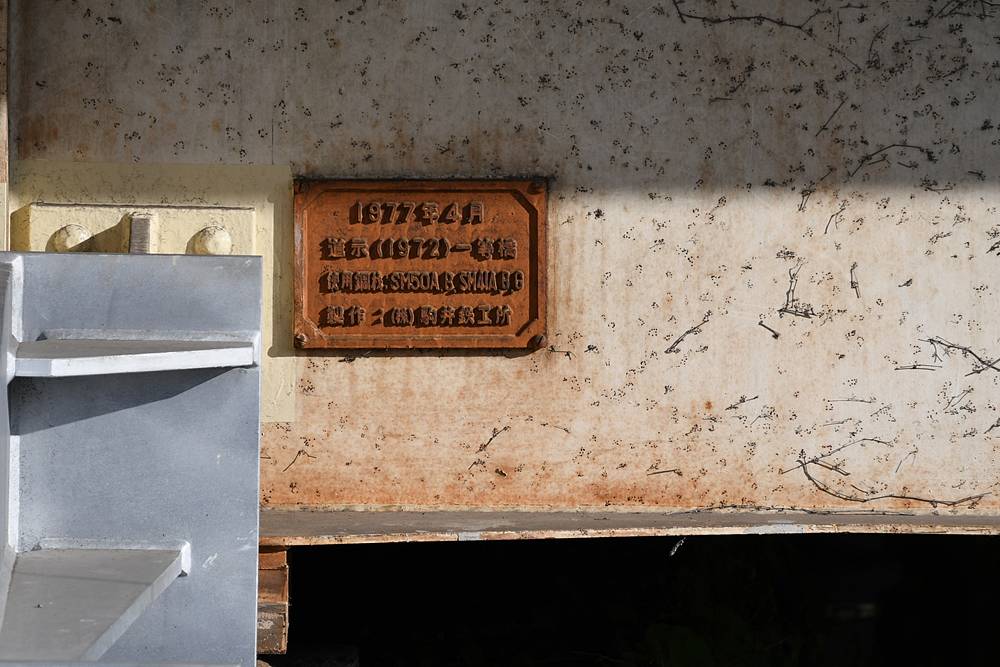 1977年4月
道示(1972)一等橋
使用鋼材:SM50A B SM41A B
製作:(株)駒井鉄工所